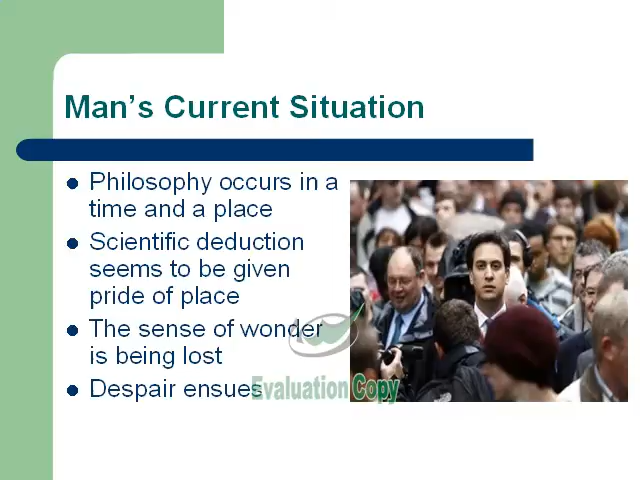 Man's Current Situation
Philosophy occurs in a
time and a place
Scientific deduction
seems to be given
pride of place
The sense of wonder
is being lost
Despair ensues
Evaluation Copy